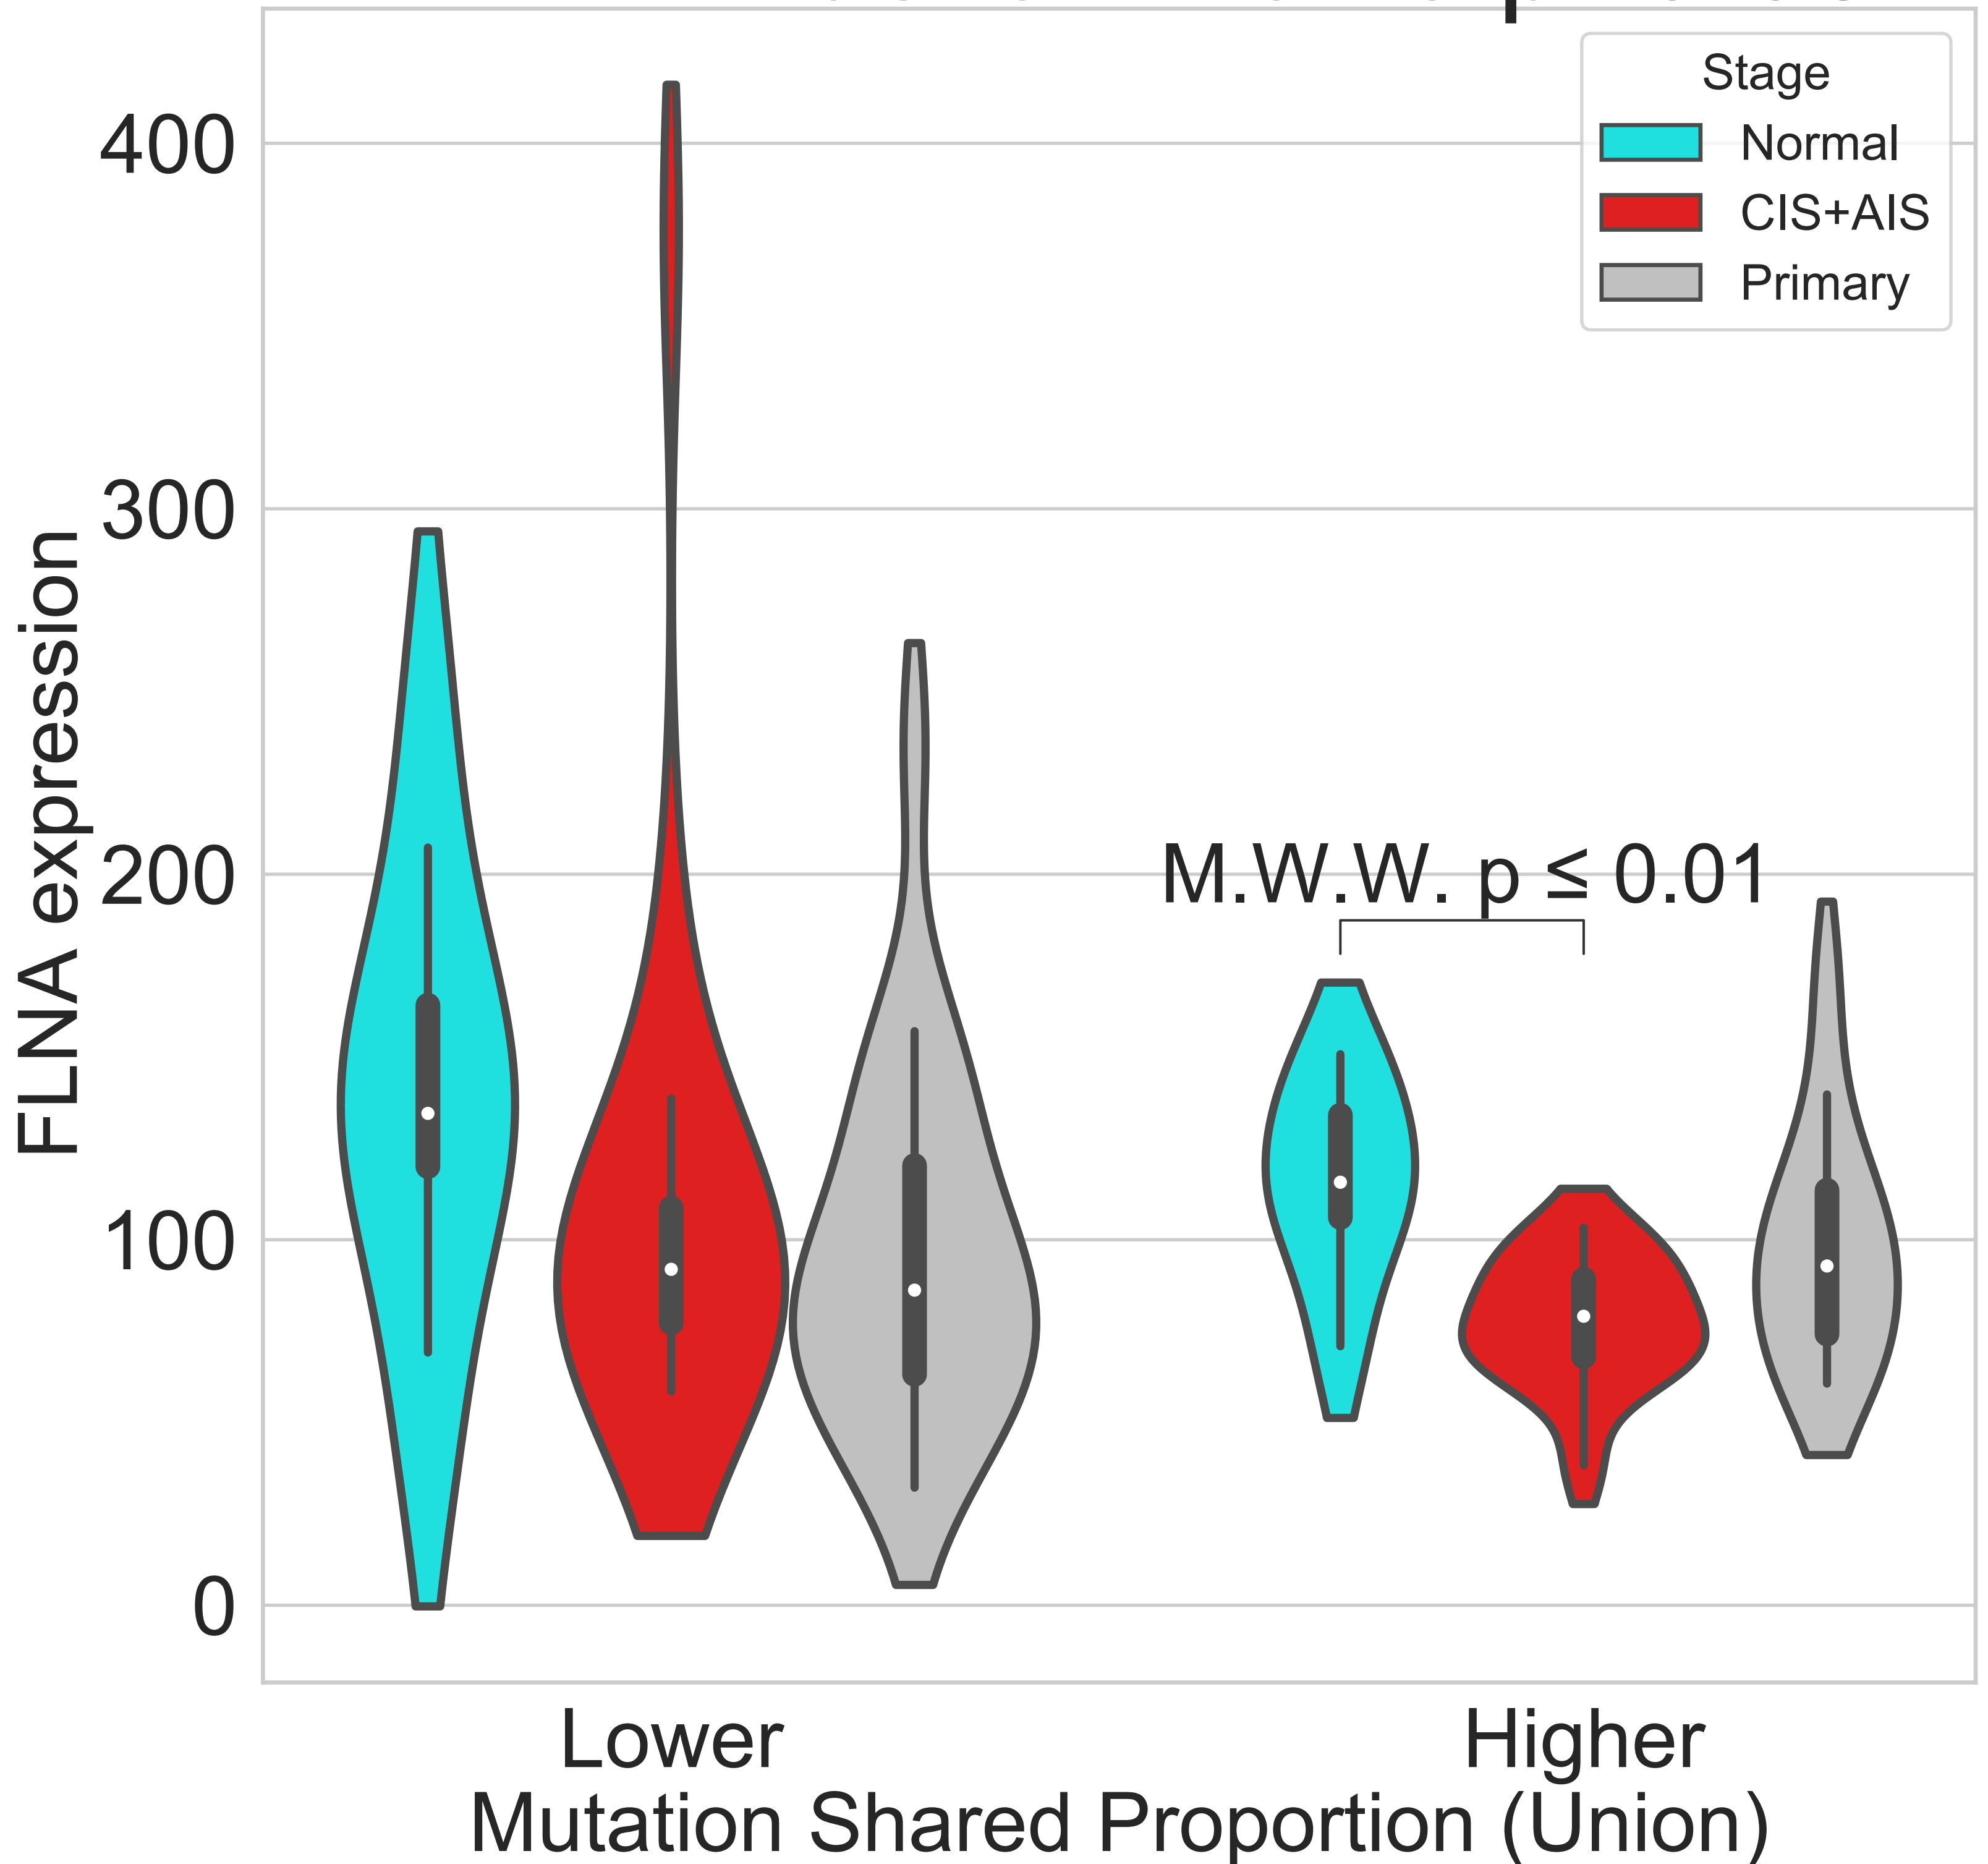 Stage
Normal
CIS+AIS
Primary
400
300
200
100
0
FLNA expression
M.W.W. p ≤ 0.01
Lower
Higher
Mutation Shared Proportion (Union)